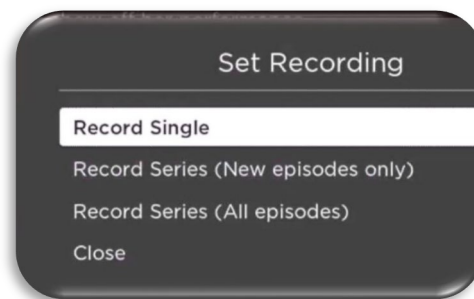 Set Recording
Record Single
Record Series (New episodes only)
Record Series (All episodes)
Close